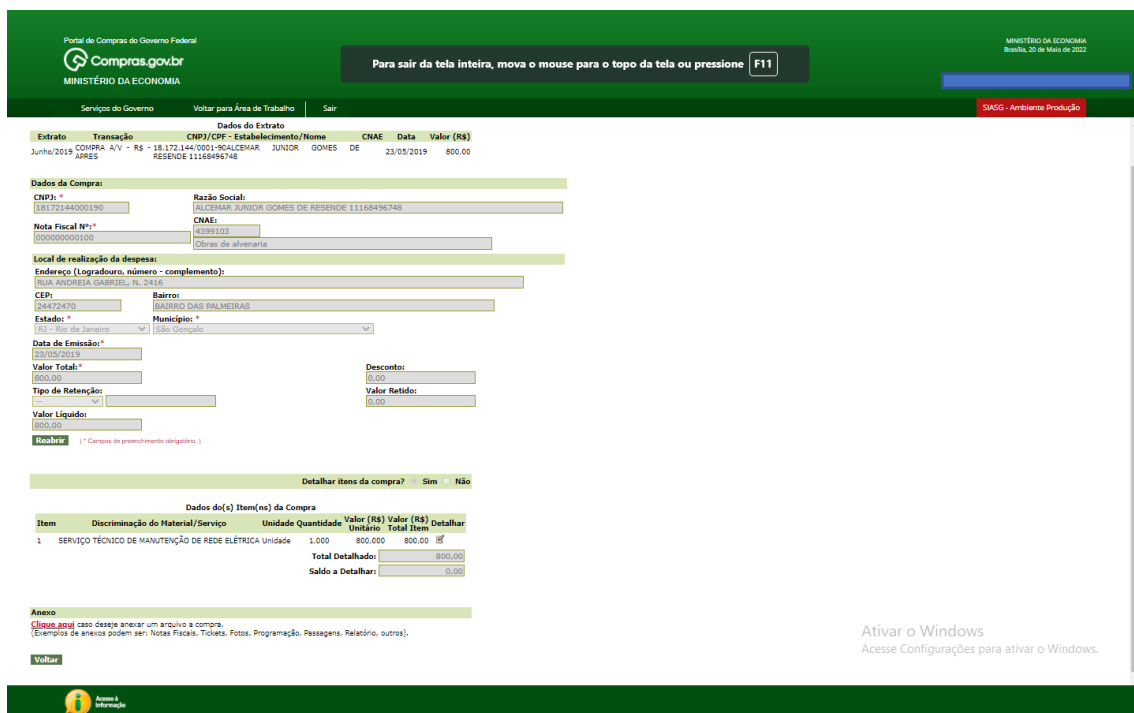 Portal de Compras do Governo Federal
Compras.gov.br
MINISTÉRIO DA ECONOMIA
Para sair da tela inteira, mova o mouse para o topo da tela ou pressione F11
MINISTÉRIO DA ECONOMIA
Brasília, 20 de Maio de 2022
Serviços do Governo Voltar para Área de Trabalho Sair
SIASG - Ambiente Produção
Dados do Extrato
Extrato Transação CNPJ/CPF - Estabelecimento/Nome CNAE Data Valor (R$)
Junho/2019 COMPRA A/V - R$ - APRES 18.172.144/0001-90ALCEMAR JUNIOR GOMES DE RESENDE 11168496748 23/05/2019 800.00
Dados da Compra:
CNPJ: * Razão Social:
18172144000190 ALCEMAR JUNIOR GOMES DE RESENDE 11168496748
Nota Fiscal Nº:* CNAE:
000000000100 4399103
Obras de alvenaria
Local de realização da despesa:
Endereço (Logradouro, número - complemento):
RUA ANDREIA GABRIEL, N. 2416
CEP: Bairro:
24472470 BAIRRO DAS PALMEIRAS
Estado: * Município: *
RJ - Rio de Janeiro São Gonçalo
Data de Emissão:*
23/05/2019
Valor Total:* Desconto:
800,00 0,00
Tipo de Retenção: Valor Retido:
-- 0,00
Valor Líquido:
800,00
Reabrir ( * Campos de preenchimento obrigatório. )
Detalhar itens da compra? Sim Não
Dados do(s) Item(ns) da Compra
Item Discriminação do Material/Serviço Unidade Quantidade Valor (R$) Unitário Valor (R$) Total Item Detalhar
1 SERVIÇO TÉCNICO DE MANUTENÇÃO DE REDE ELÉTRICA Unidade 1.000 800.000 800.00
Total Detalhado: 800,00
Saldo a Detalhar: 0,00
Anexo
Clique aqui caso deseje anexar um arquivo a compra.
(Exemplos de anexos podem ser: Notas Fiscais, Tickets, Fotos, Programação, Passagens, Relatório, outros).
Voltar
Ativar o Windows
Acesse Configurações para ativar o Windows.
Acesso à
Informação